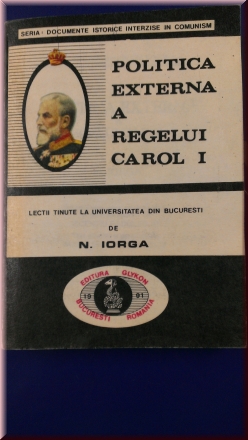 SERIA: DOCUMENTE ISTORICE INTERZISE IN COMUNISM
POLITICA
EXTERNA
A
REGELUI
CAROL I
LECTII TINUTE LA UNIVERSITATEA DIN BUCURESTI
DE
N. IORGA
EDITURA GLYKON
19 91
BUCURESTI ROMANIA